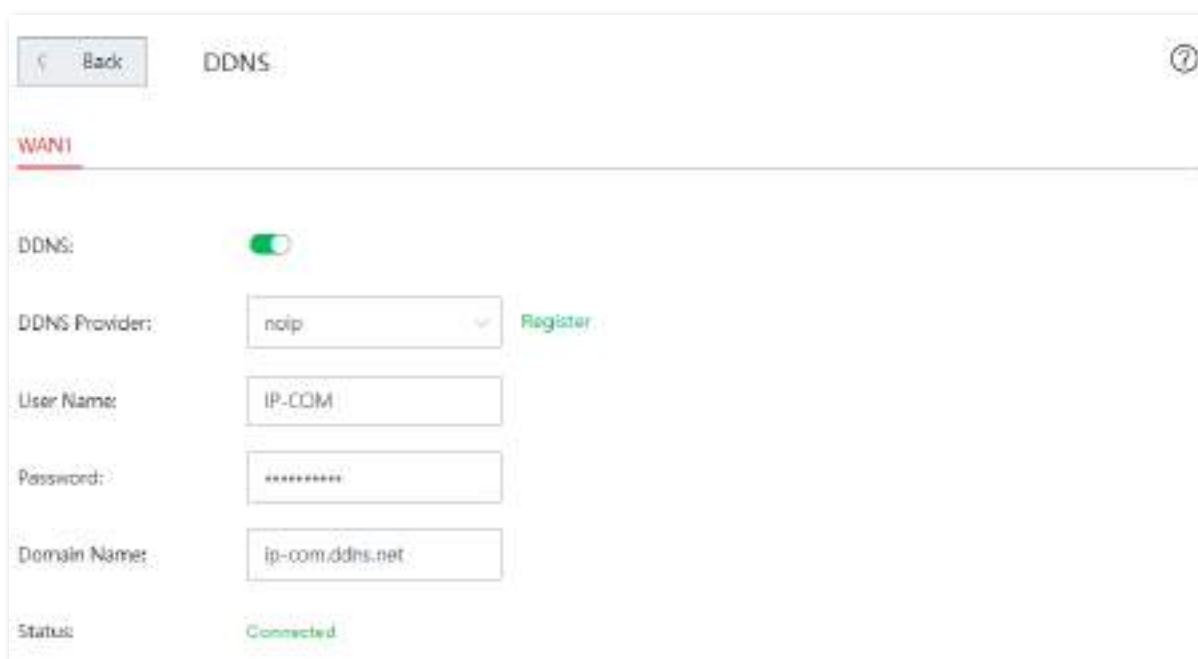 Back DDNS
WAN1
DDNS:
DDNS Provider: noip Register
User Name: IP-COM
Password: ••••••••••
Domain Name: ip-com.ddns.net
Status: Connected